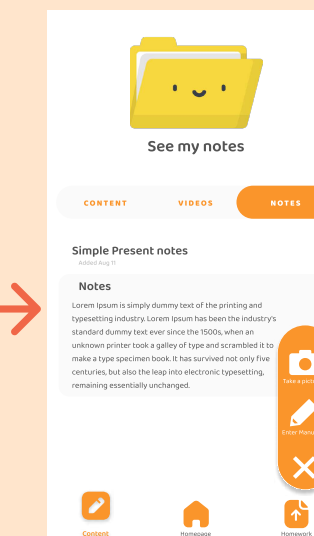 See my notes
CONTENT VIDEOS NOTES
Simple Present notes
Added Aug 11
Notes
Lorem Ipsum is simply dummy text of the printing and
typesetting industry. Lorem Ipsum has been the industry's
standard dummy text ever since the 1500s, when an
unknown printer took a galley of type and scrambled it to
make a type specimen book. It has survived not only five
centuries, but also the leap into electronic typesetting,
remaining essentially unchanged.
Take a pictu
Enter Manu
Content Homepage Homework